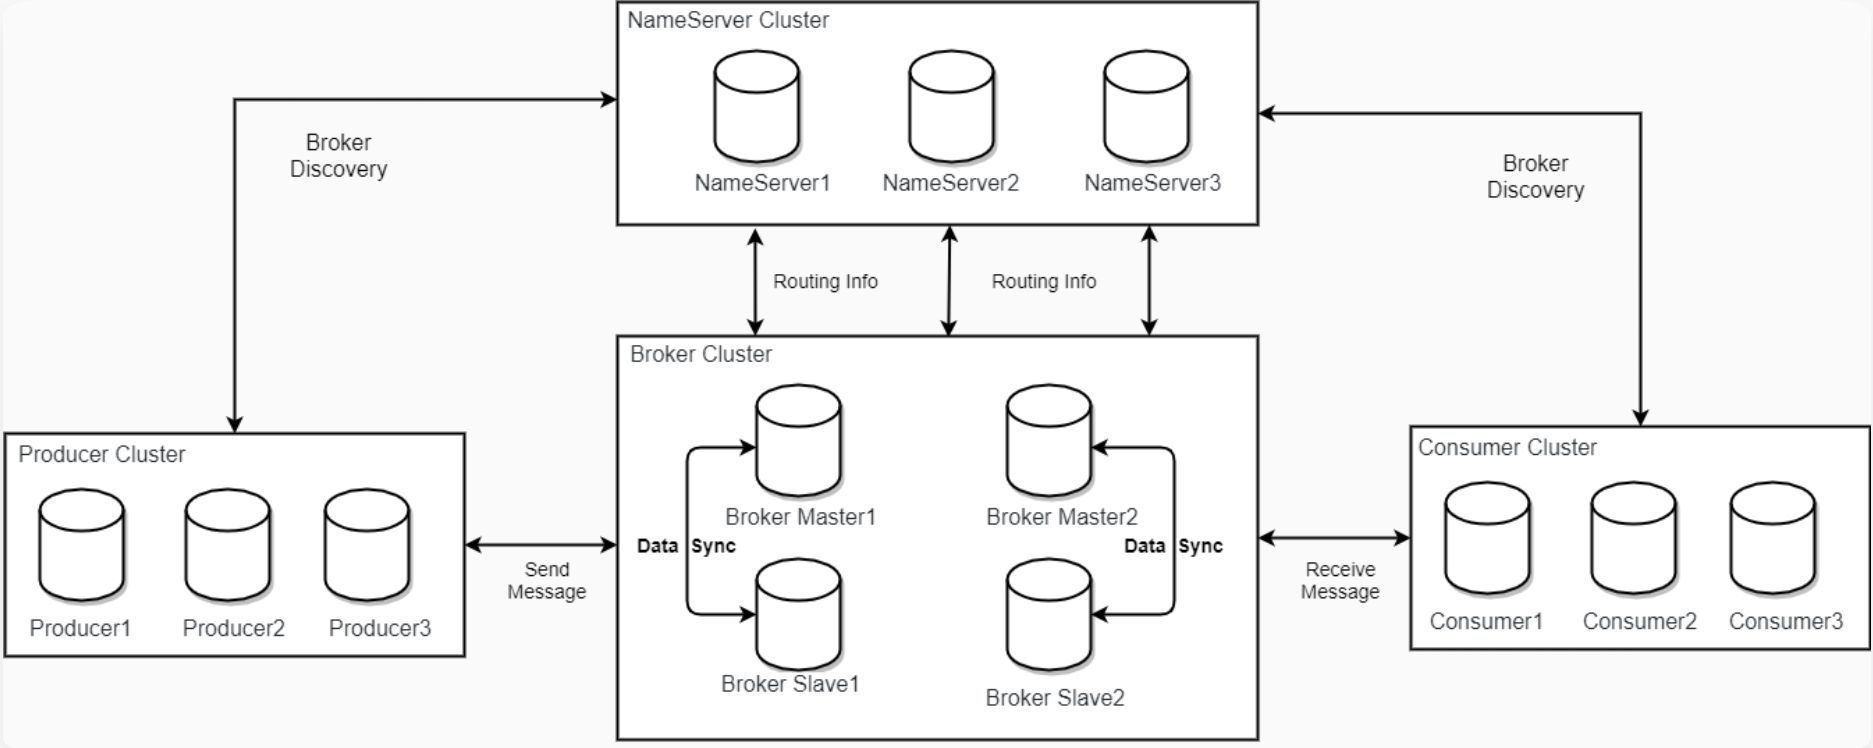 NameServer Cluster
NameServer1
NameServer2
NameServer3
Broker
Discovery
Broker
Discovery
Routing Info
Routing Info
Broker Cluster
Broker Master1
Broker Master2
Data Sync
Data Sync
Broker Slave1
Broker Slave2
Producer Cluster
Producer1
Producer2
Producer3
Send
Message
Receive
Message
Consumer Cluster
Consumer1
Consumer2
Consumer3